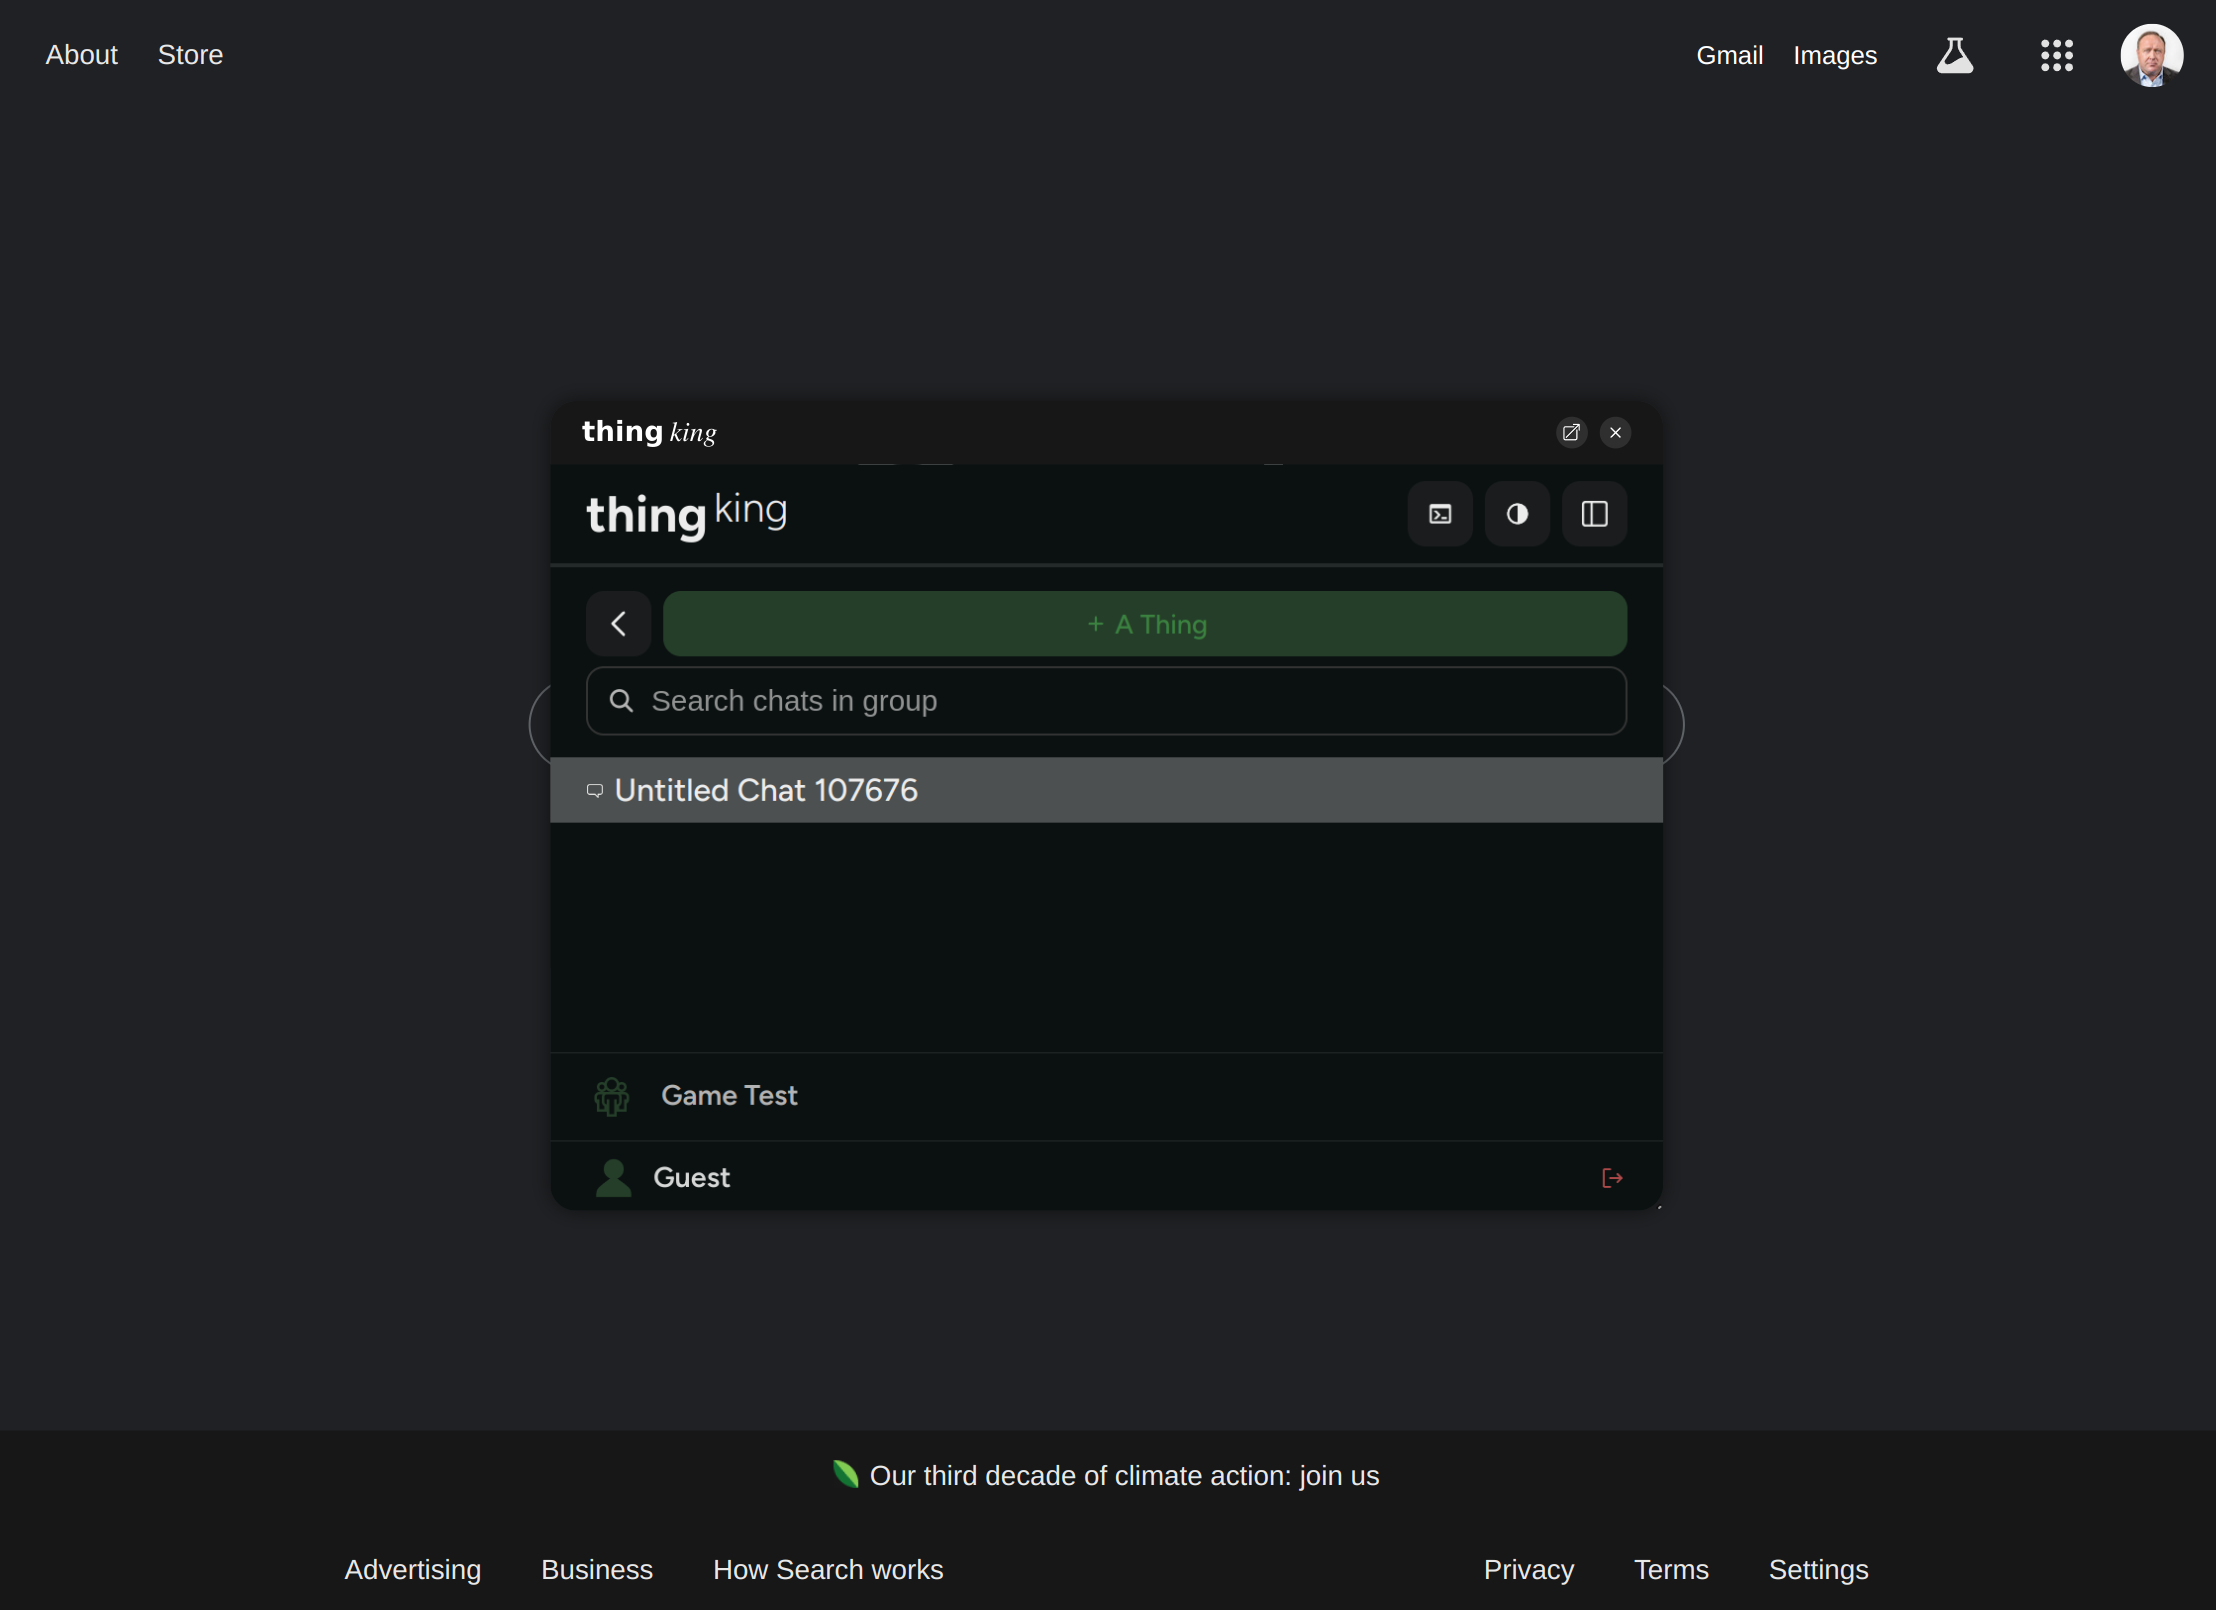 About Store Gmail Images
thing king
thing king
+ A Thing
Search chats in group
Untitled Chat 107676
Game Test
Guest
Our third decade of climate action: join us
Advertising Business How Search works Privacy Terms Settings